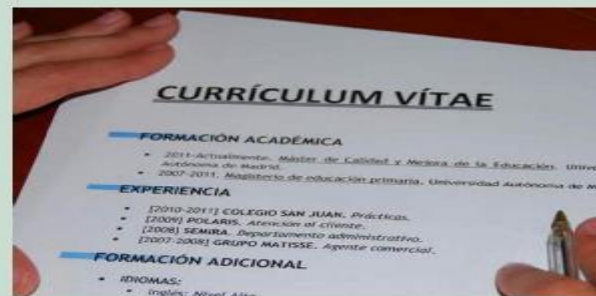 CURRÍCULUM VÍTAE
FORMACIÓN ACADÉMICA
• 2011-Actualmente. Máster de Calidad y Mejora de la Educación. Unive
Autónoma de Madrid.
• 2007-2011. Magisterio de educación primaria. Universidad Autónoma de M
EXPERIENCIA
• [2010-2011] COLEGIO SAN JUAN. Prácticas.
• [2009] POLARIS. Atención al cliente.
• [2008] SEMIRA. Departamento administrativo.
• [2007-2008] GRUPO MATISSE. Agente comercial.
FORMACIÓN ADICIONAL
• IDIOMAS:
• Inglés: Nivel Alto